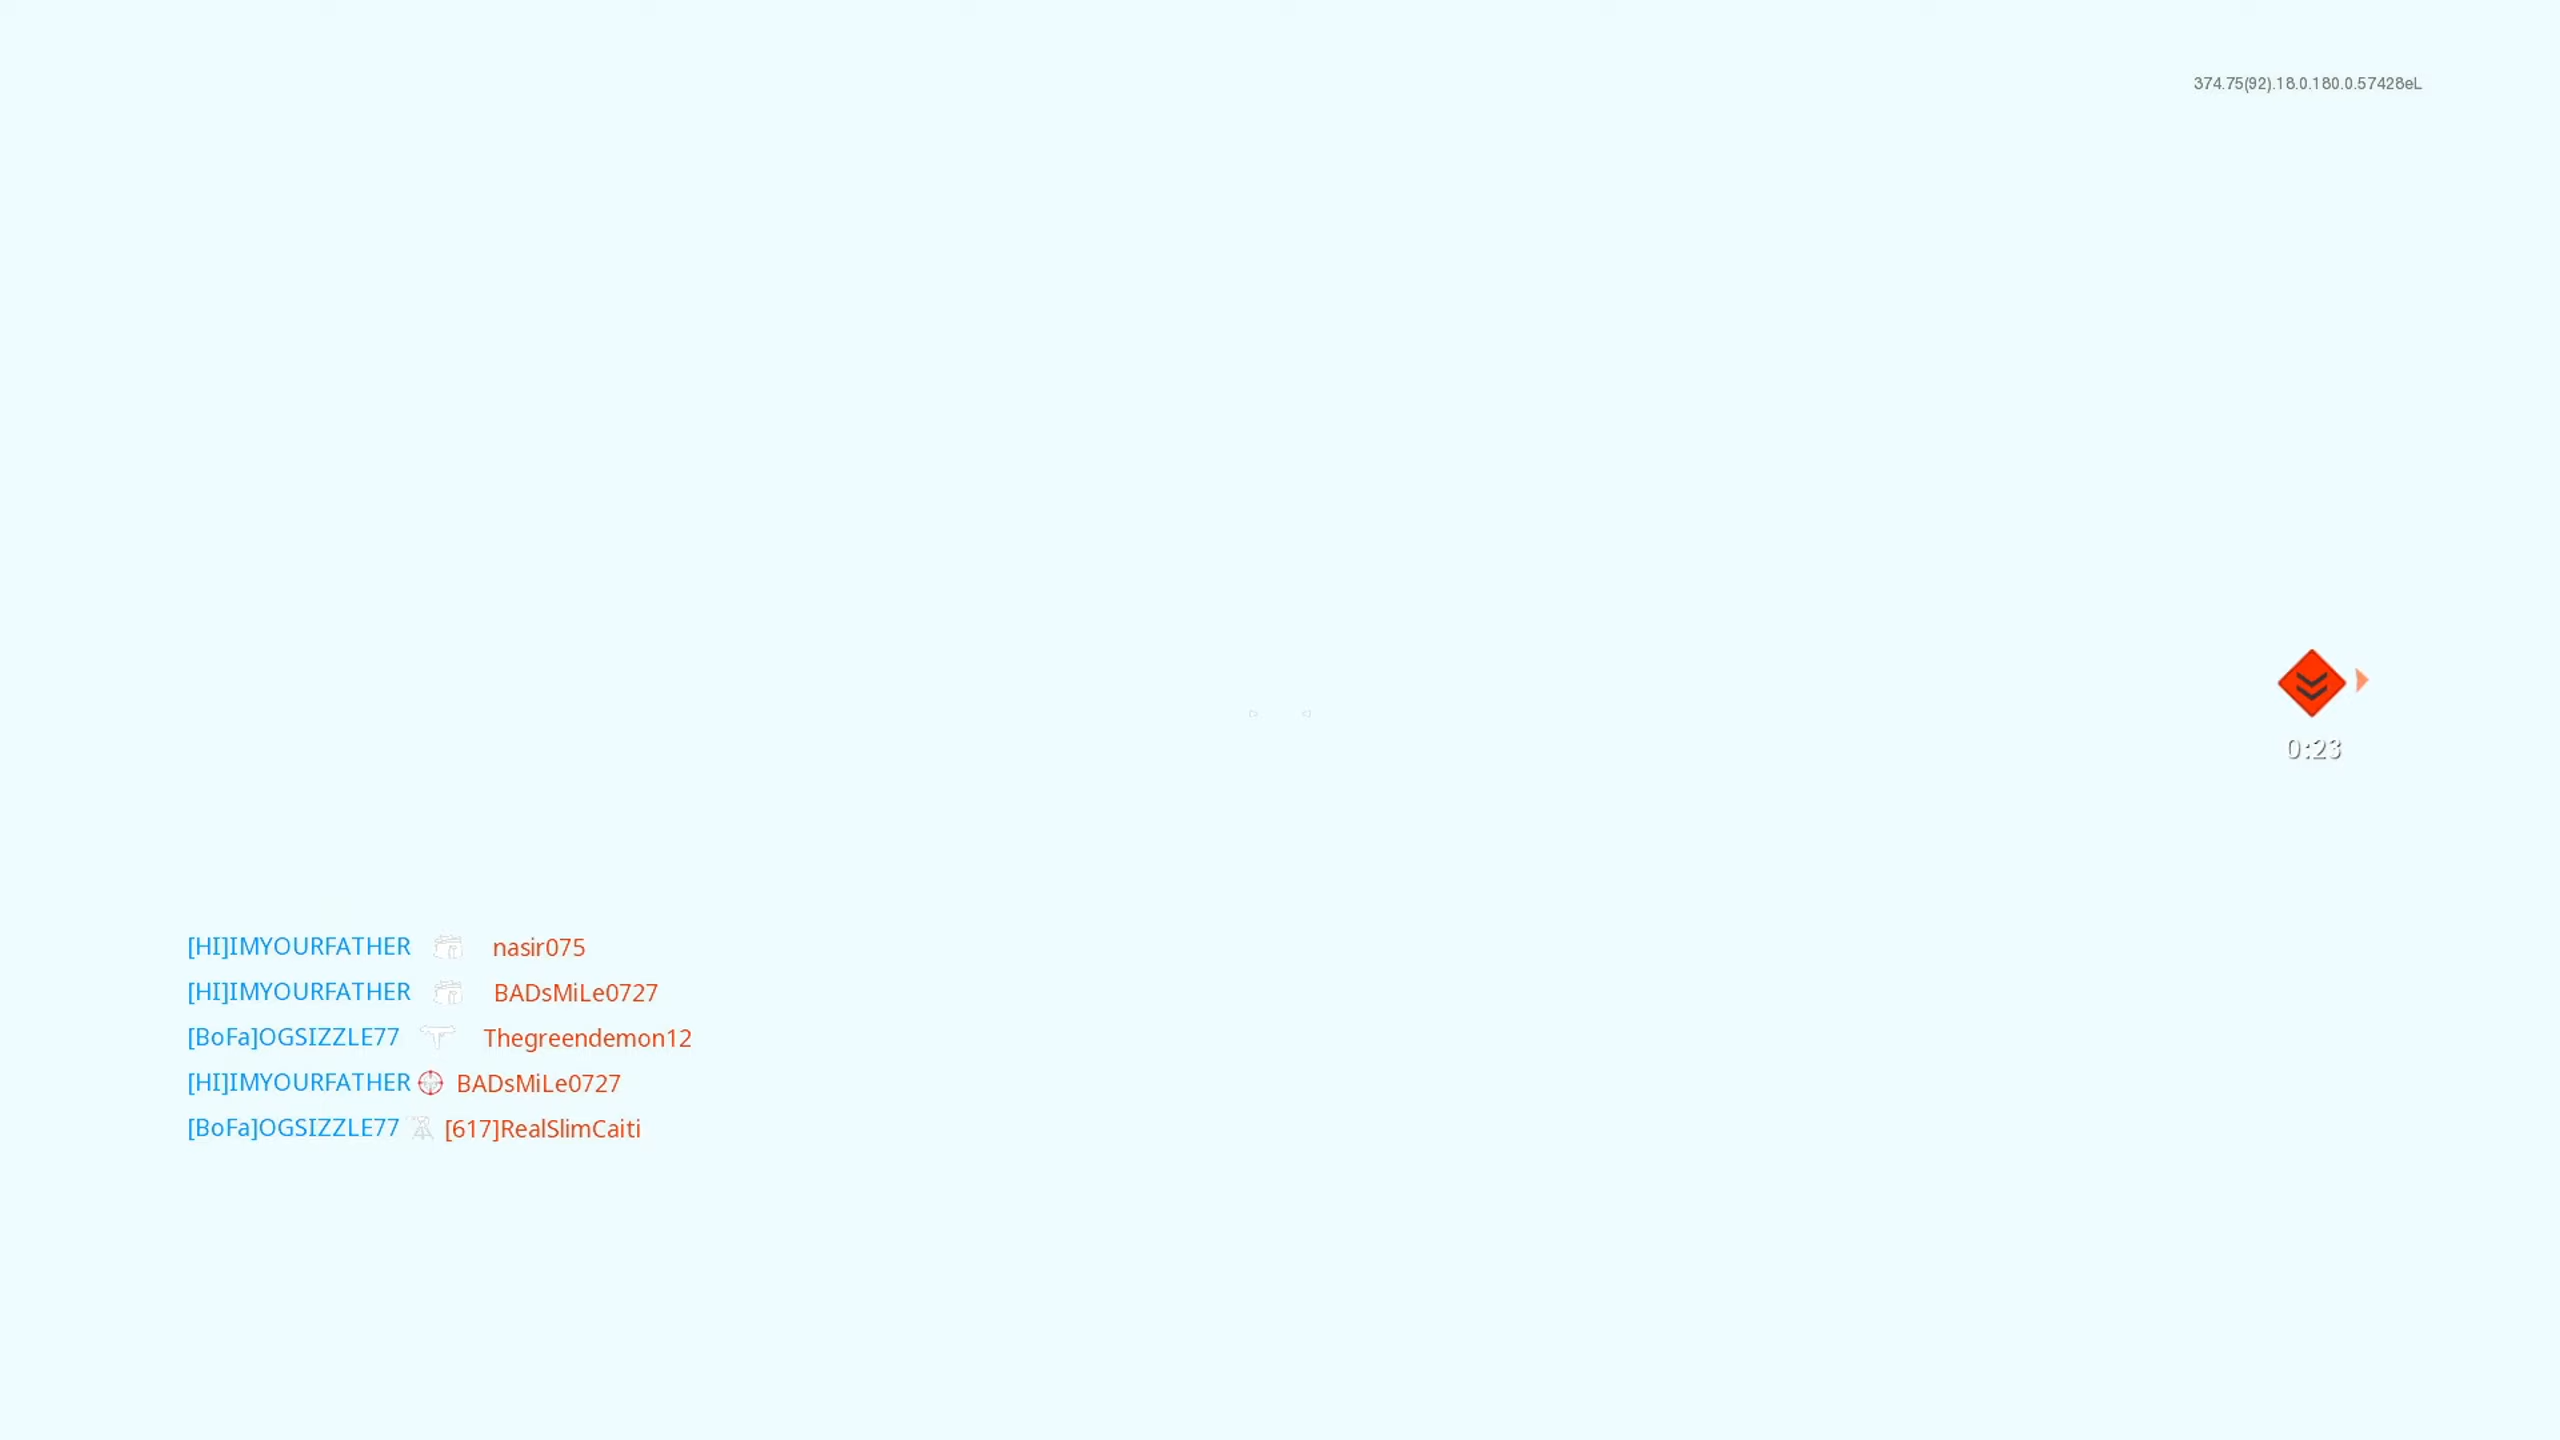 374.75(92).18.0.180.0.57428eL
0:23
[HI]IMYOURFATHER nasir075
[HI]IMYOURFATHER BADsMiLe0727
[BoFa]OGSIZZLE77 Thegreendemon12
[HI]IMYOURFATHER BADsMiLe0727
[BoFa]OGSIZZLE77 [617]RealSlimCaiti